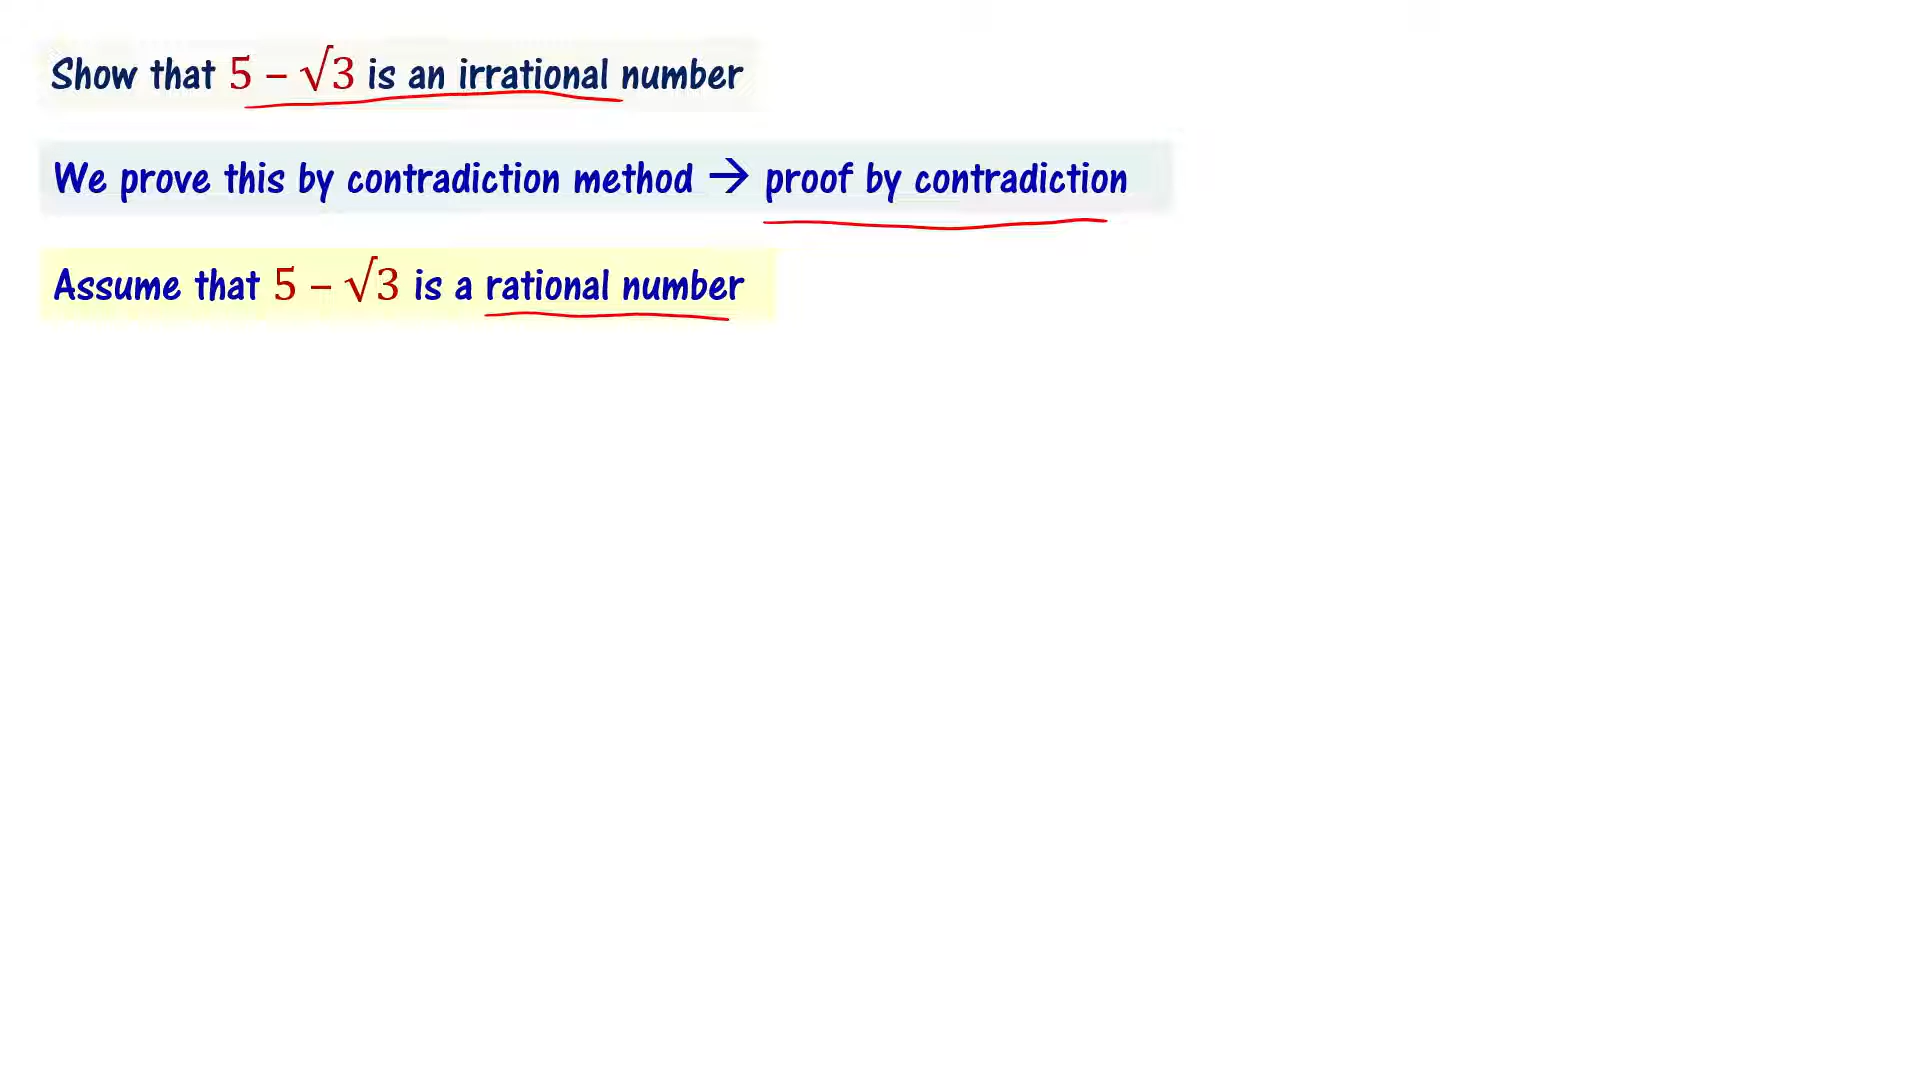 Show that 5 – √3 is an irrational number
We prove this by contradiction method → proof by contradiction
Assume that 5 – √3 is a rational number